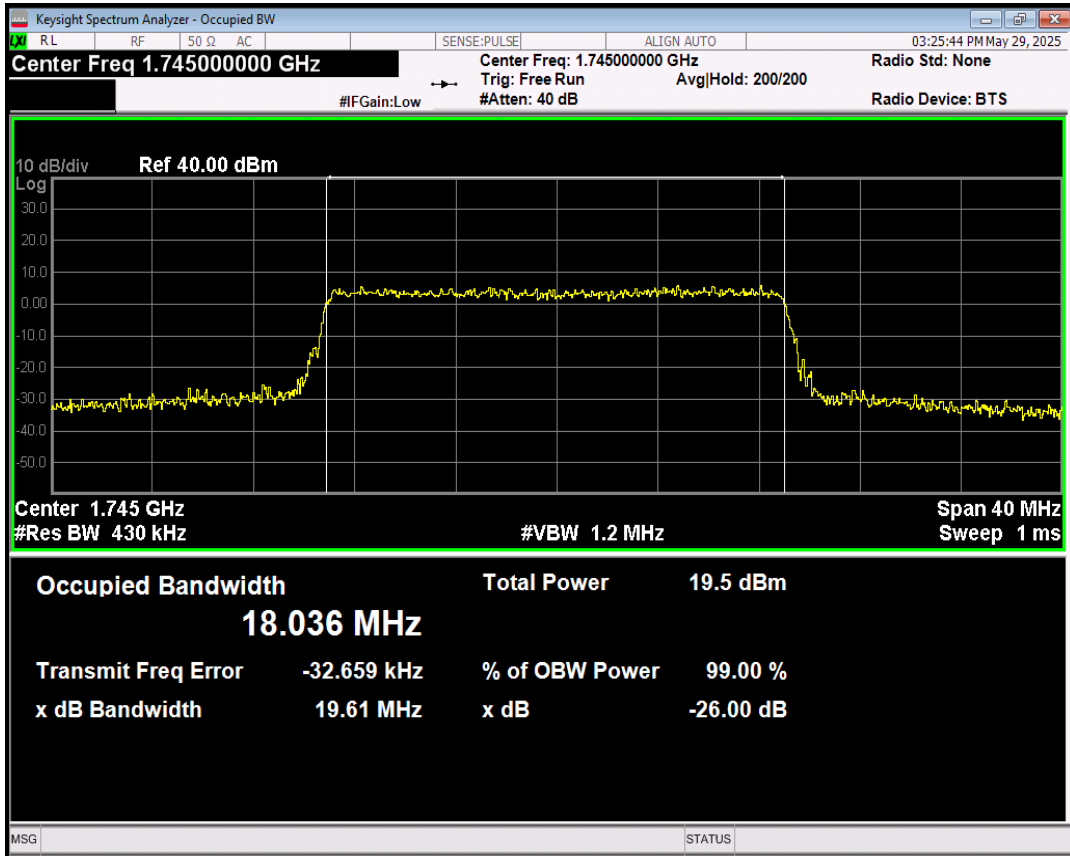 Keysight Spectrum Analyzer - Occupied BW
LXI RL RF 50 Ω AC SENSE:PULSE ALIGN AUTO 03:25:44 PM May 29, 2025
Center Freq 1.745000000 GHz Center Freq: 1.745000000 GHz Radio Std: None
Trig: Free Run Avg|Hold: 200/200
#IFGain:Low #Atten: 40 dB Radio Device: BTS
10 dB/div Ref 40.00 dBm
Log
30.0
20.0
10.0
0.00
-10.0
-20.0
-30.0
-40.0
-50.0
Center 1.745 GHz Span 40 MHz
#Res BW 430 kHz #VBW 1.2 MHz Sweep 1 ms
Occupied Bandwidth Total Power 19.5 dBm
18.036 MHz
Transmit Freq Error -32.659 kHz % of OBW Power 99.00 %
x dB Bandwidth 19.61 MHz x dB -26.00 dB
MSG STATUS